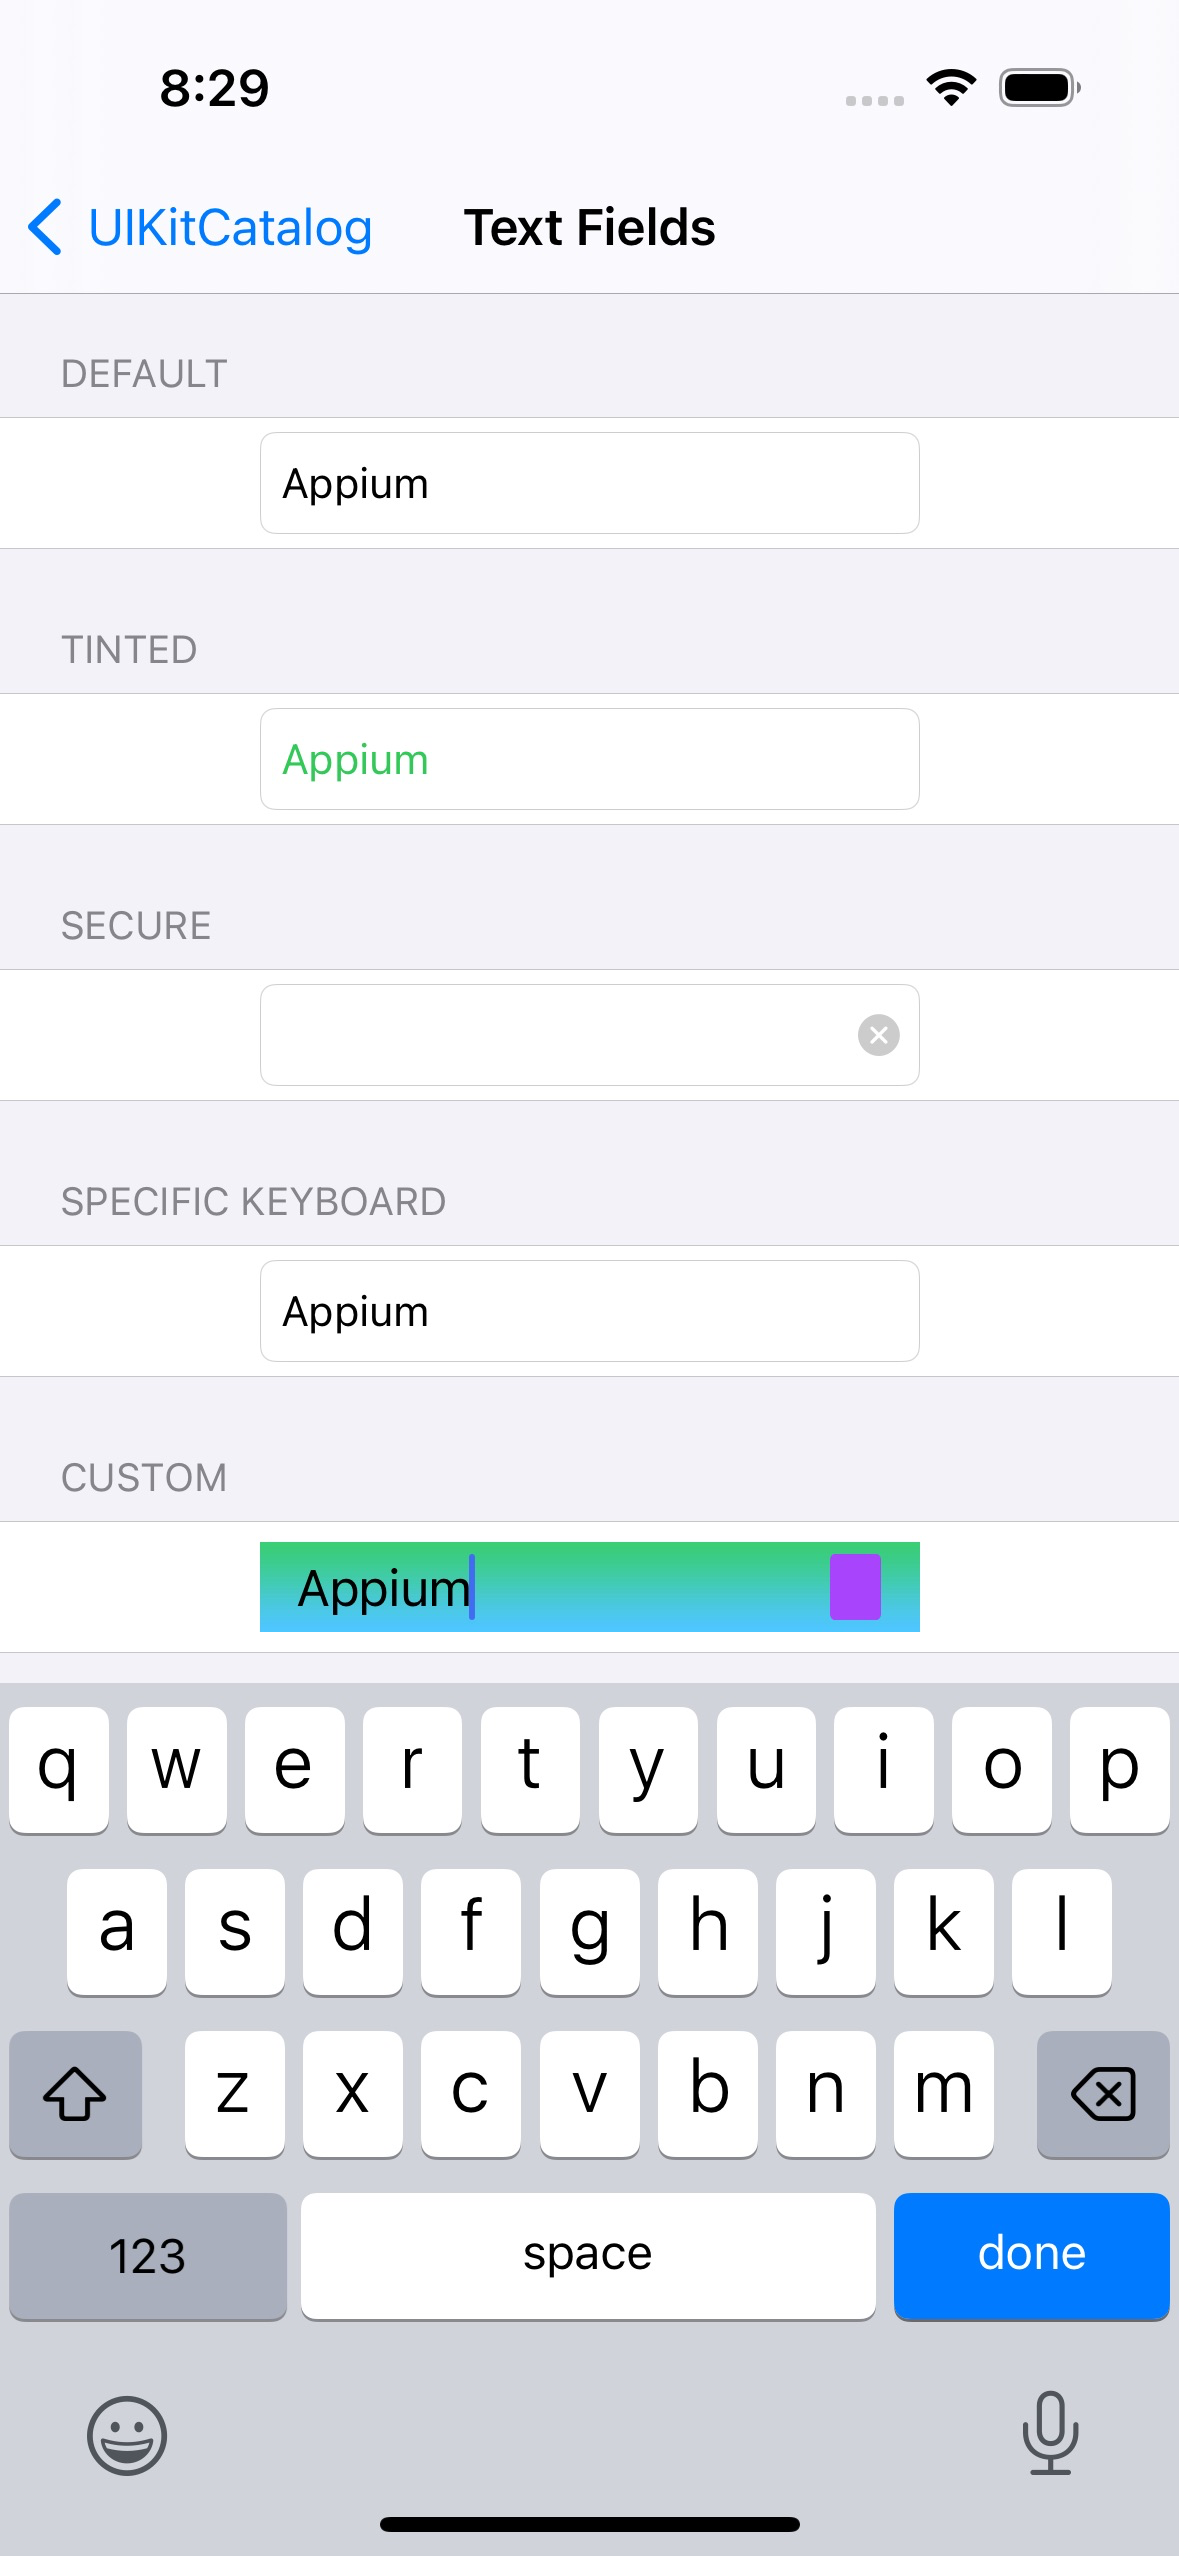 8:29
UIKitCatalog Text Fields
DEFAULT
Appium
TINTED
Appium
SECURE
SPECIFIC KEYBOARD
Appium
CUSTOM
Appium
q w e r t y u i o p
a s d f g h j k l
z x c v b n m
123 space done